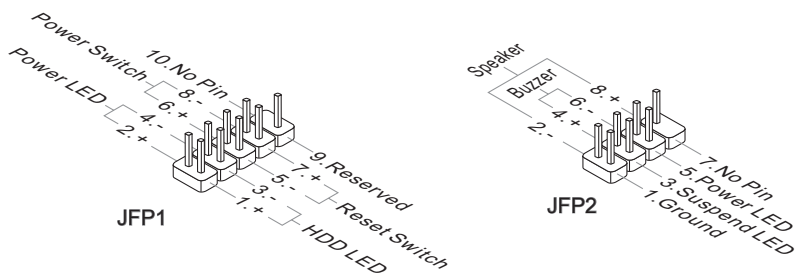 Power Switch
Power LED
10.No Pin
8.-
6.+
4.-
2.+
9.Reserved
7.+
5.-
3.-
1.+
Reset Switch
HDD LED
JFP1
Speaker
Buzzer
8.+
6.-
4.+
2.-
7.No Pin
5.Power LED
3.Suspend LED
1.Ground
JFP2